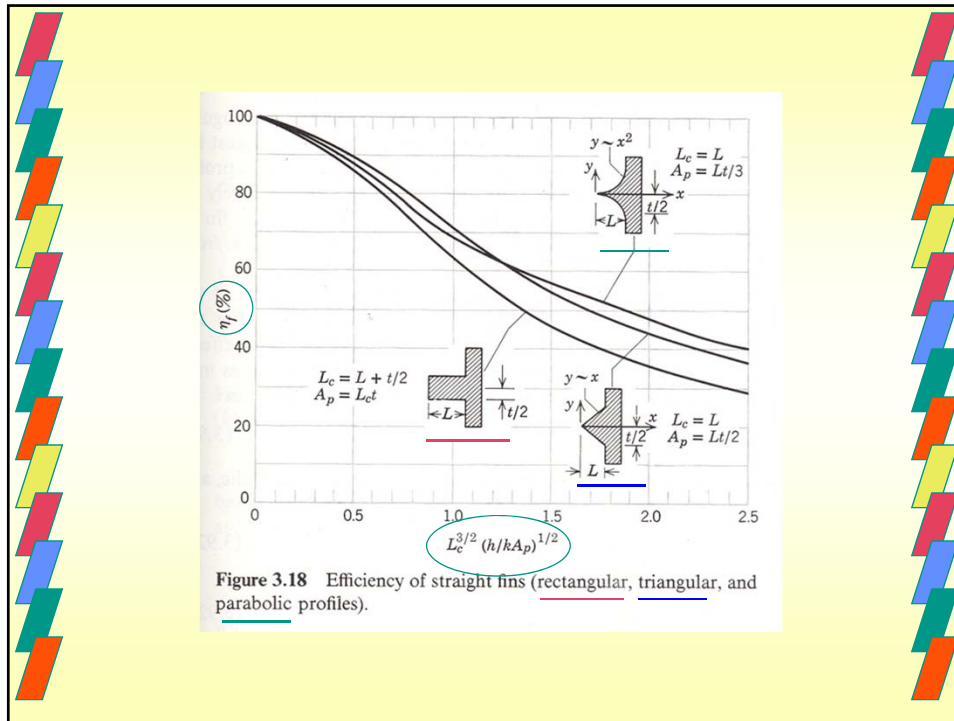 100
80
60
40
20
0
η_f (%)
y~x²
y
x
t/2
L
L_c = L
A_p = Lt/3
L_c = L + t/2
A_p = L_ct
L
t/2
y~x
y
x
t/2
L
L_c = L
A_p = Lt/2
0 0.5 1.0 1.5 2.0 2.5
L_c^{3/2} (h/kA_p)^{1/2}
Figure 3.18 Efficiency of straight fins (rectangular, triangular, and
parabolic profiles).